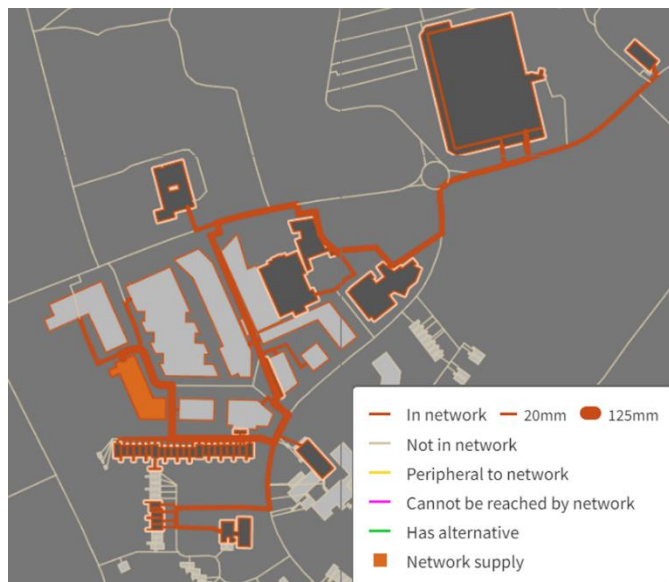 In network 20mm 125mm
Not in network
Peripheral to network
Cannot be reached by network
Has alternative
Network supply